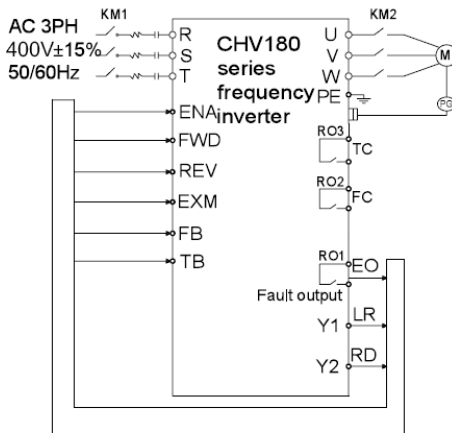 AC 3PH
400V±15%
50/60Hz
KM1
R
S
T
CHV180
series
frequency
inverter
U
V
W
PE
KM2
M
PG
ENA
FWD
REV
EXM
FB
TB
RO3
TC
RO2
FC
RO1
EO
Fault output
Y1
LR
Y2
RD